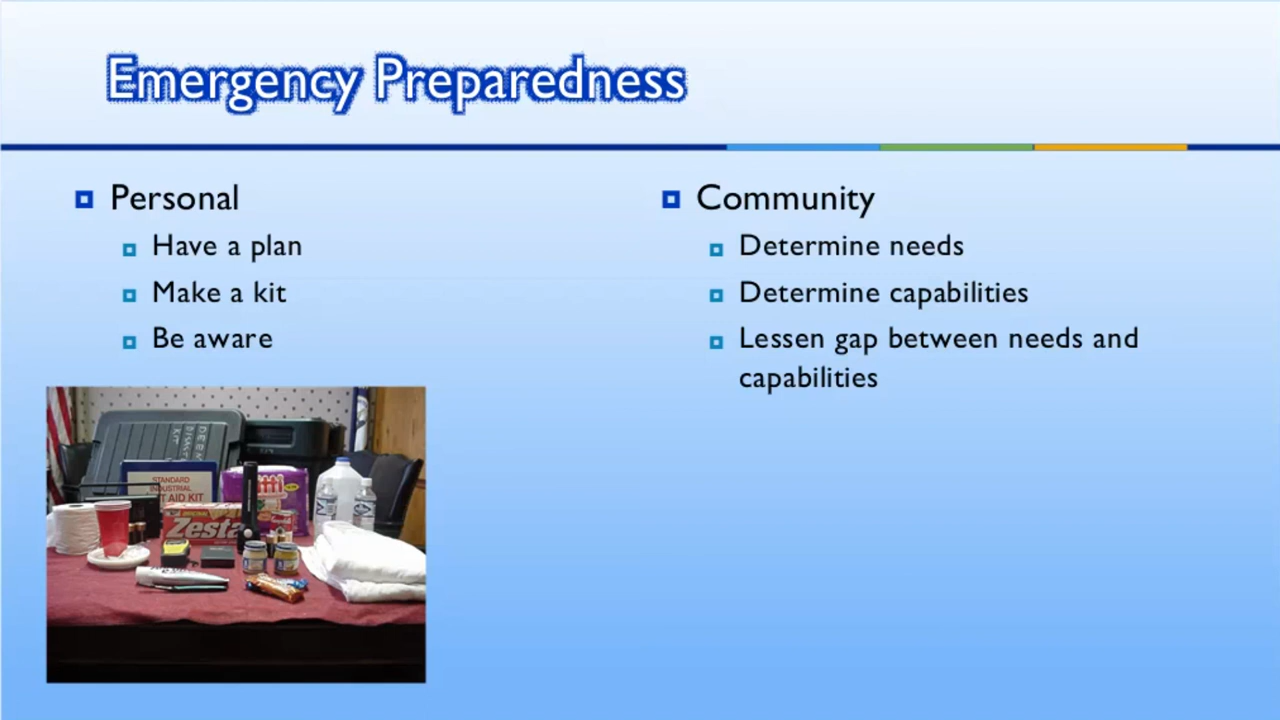 Emergency Preparedness
Personal
Have a plan
Make a kit
Be aware
Community
Determine needs
Determine capabilities
Lessen gap between needs and
capabilities
STANDARD
INDUSTRIAL
T AID KIT
Zesta